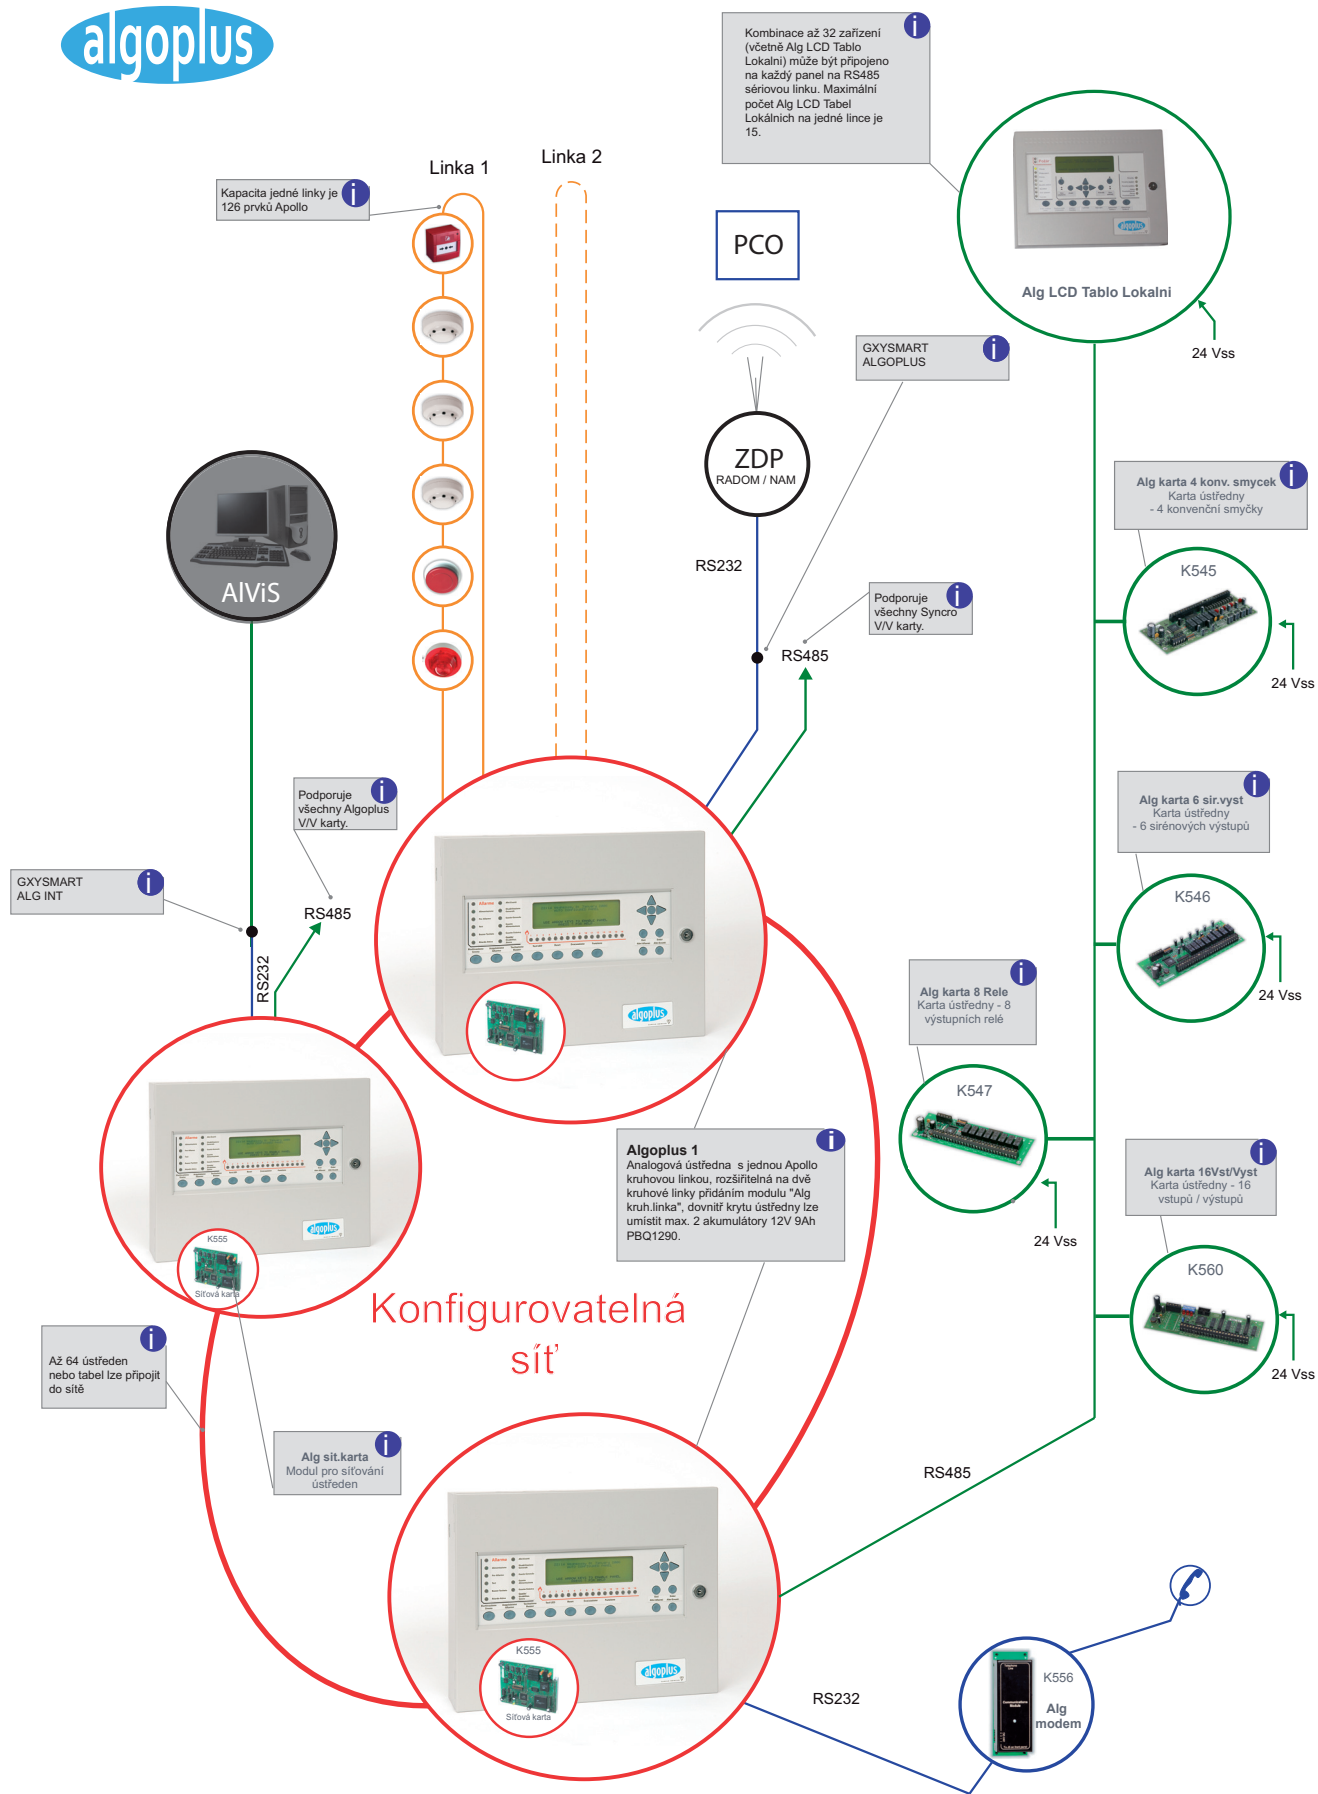 algoplus
Kombinace až 32 zařízení
(včetně Alg LCD Tablo
Lokalni) může být připojeno
na každý panel na RS485
sériovou linku. Maximální
počet Alg LCD Tabel
Lokálnich na jedné lince je
15.
i
Linka 1
Linka 2
Kapacita jedné linky je
126 prvků Apollo
i
PCO
Alg LCD Tablo Lokalni
24 Vss
GXYSMART
ALGOPLUS
i
ZDP
RADOM / NAM
RS232
Alg karta 4 konv. smycek
Karta ústředny
- 4 konvenční smyčky
i
K545
24 Vss
AlViS
Podporuje
všechny Syncro
V/V karty.
i
RS485
Podporuje
všechny Algoplus
V/V karty.
i
RS485
Alg karta 6 sir.vyst
Karta ústředny
- 6 sirénových výstupů
i
K546
24 Vss
GXYSMART
ALG INT
i
RS232
algoplus
Alg karta 8 Rele
Karta ústředny - 8
výstupních relé
i
K547
24 Vss
Algoplus 1
Analogová ústředna s jednou Apollo
kruhovou linkou, rozšiřitelná na dvě
kruhové linky přidáním modulu "Alg
kruh.linka", dovnitř krytu ústředny lze
umístit max. 2 akumulátory 12V 9Ah
PBQ1290.
i
Alg karta 16Vst/Vyst
Karta ústředny - 16
vstupů / výstupů
i
K560
24 Vss
algoplus
K555
Síťová karta
Konfigurovatelná
síť
Až 64 ústředen
nebo tabel lze připojit
do sítě
i
Alg sit.karta
Modul pro síťování
ústředen
i
RS485
K555
Síťová karta
algoplus
RS232
K556
Alg
modem